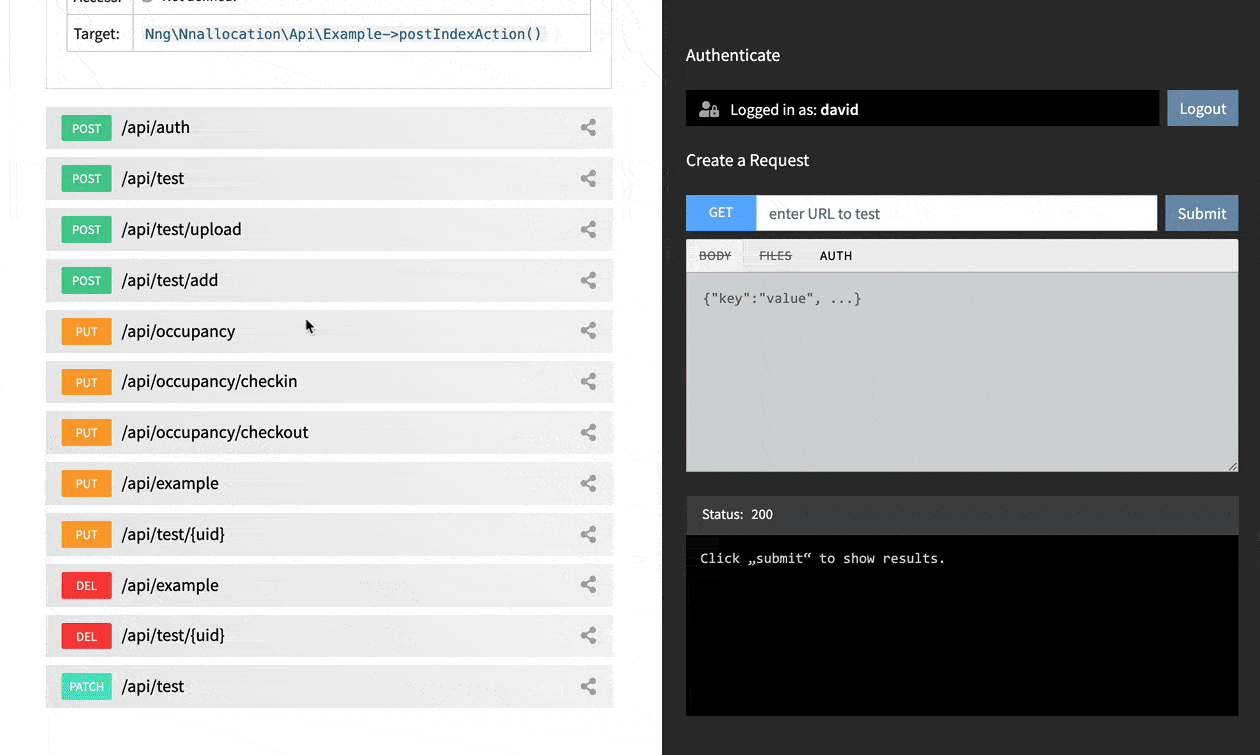 Access: Not defined.
Target: Nng\Nnallocation\Api\Example->postIndexAction()
POST /api/auth
POST /api/test
POST /api/test/upload
POST /api/test/add
PUT /api/occupancy
PUT /api/occupancy/checkin
PUT /api/occupancy/checkout
PUT /api/example
PUT /api/test/{uid}
DEL /api/example
DEL /api/test/{uid}
PATCH /api/test
Authenticate
Logged in as: david Logout
Create a Request
GET enter URL to test Submit
BODY FILES AUTH
{"key":"value", ...}
Status: 200
Click „submit“ to show results.